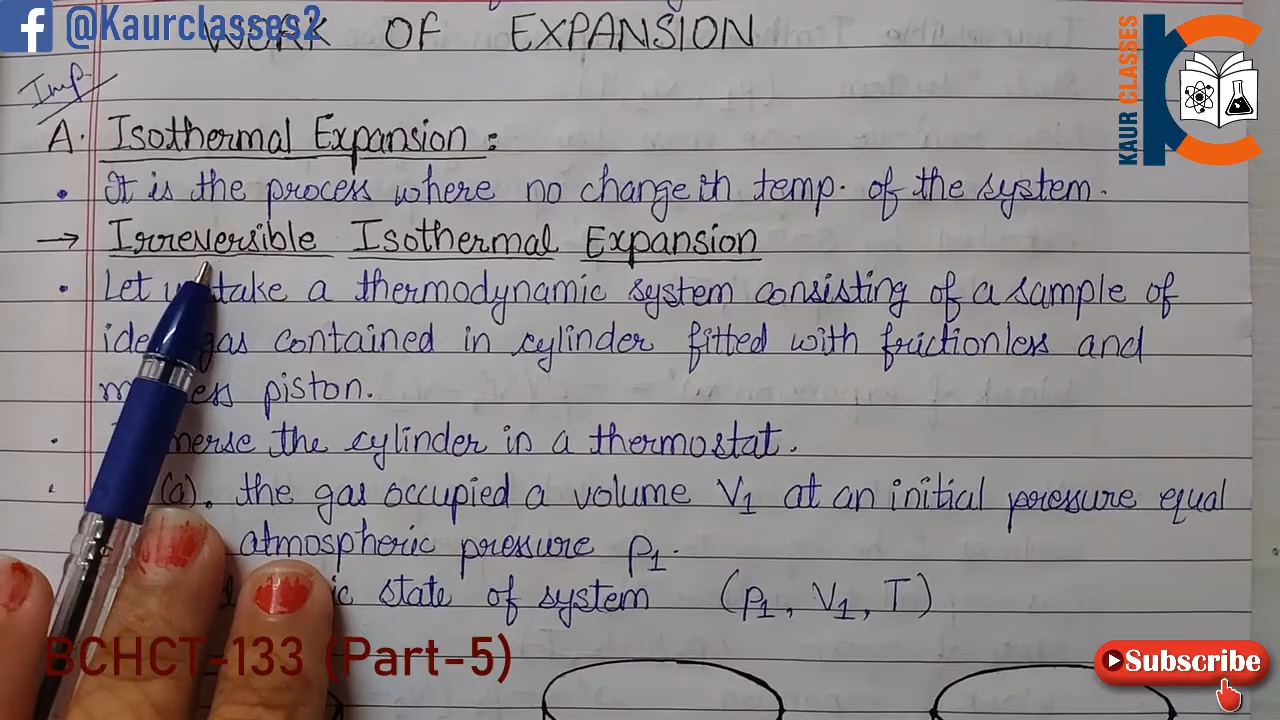 @Kaurclasses2
WORK OF EXPANSION
Imp.
KAUR CLASSES
A. Isothermal Expansion :
• It is the process where no change in temp. of the system.
→ Irreversible Isothermal Expansion
• Let take a thermodynamic system consisting of a sample of
gas contained in cylinder fitted with frictionless and
piston.
• the cylinder in a thermostat.
• (a). the gas occupied a volume V1 at an initial pressure equal
atmospheric pressure p1.
state of system (p1, V1, T)
BCHCT-133 (Part-5)
Subscribe